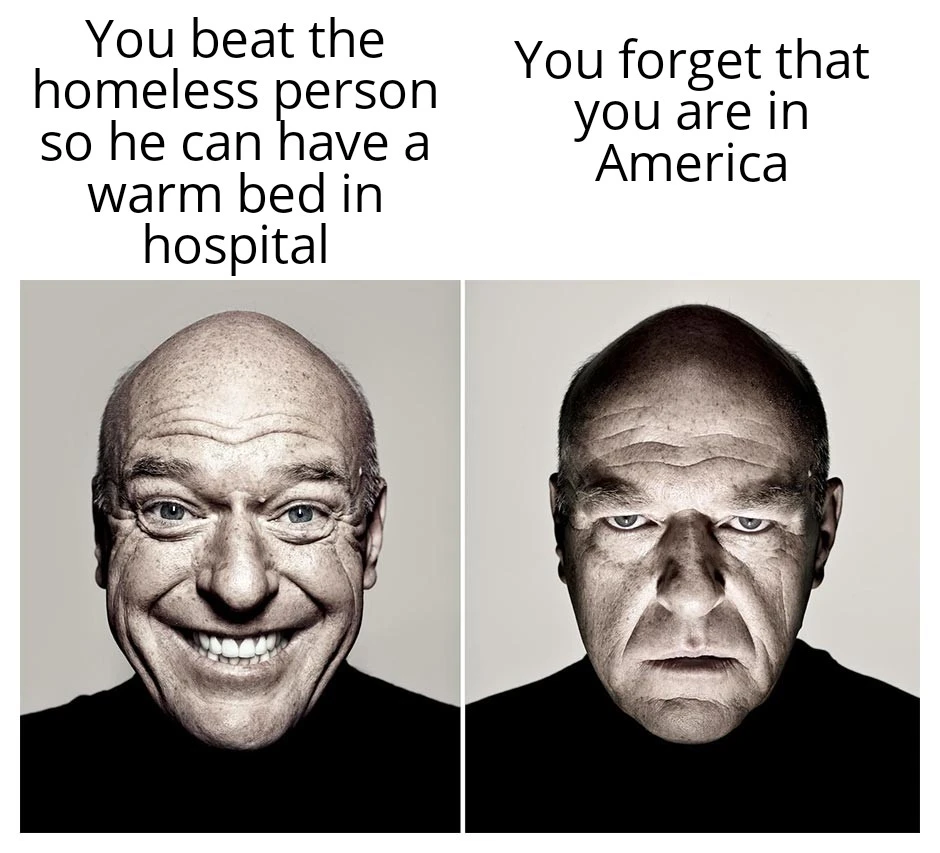 You beat the
homeless person
so he can have a
warm bed in
hospital
You forget that
you are in
America